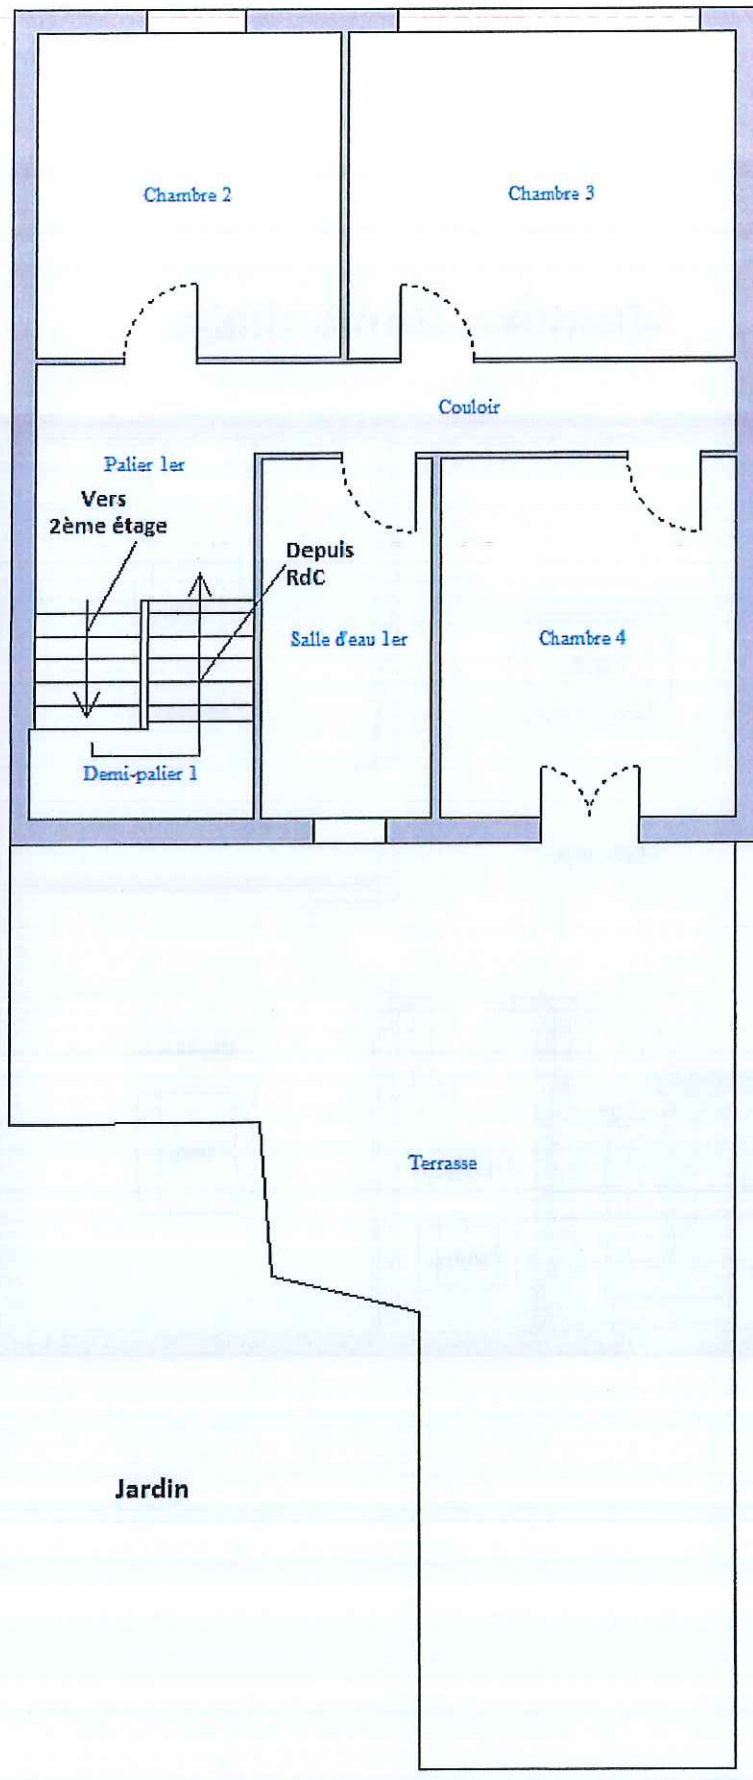 Chambre 2
Chambre 3
Couloir
Palier 1er
Vers
2ème étage
Depuis
RdC
Salle d'eau 1er
Chambre 4
Demi-palier 1
Terrasse
Jardin